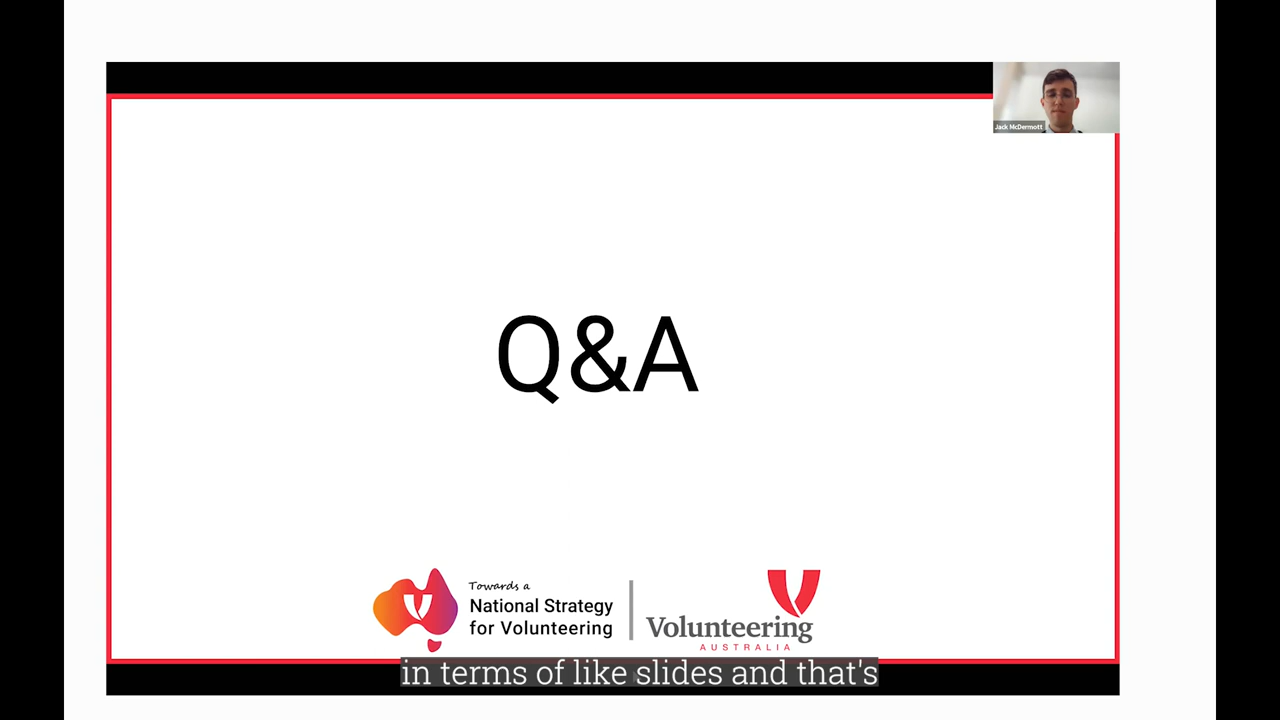 Jack McDermott
Q&A
Towards a
National Strategy
for Volunteering
Volunteering
AUSTRALIA
in terms of like slides and that's